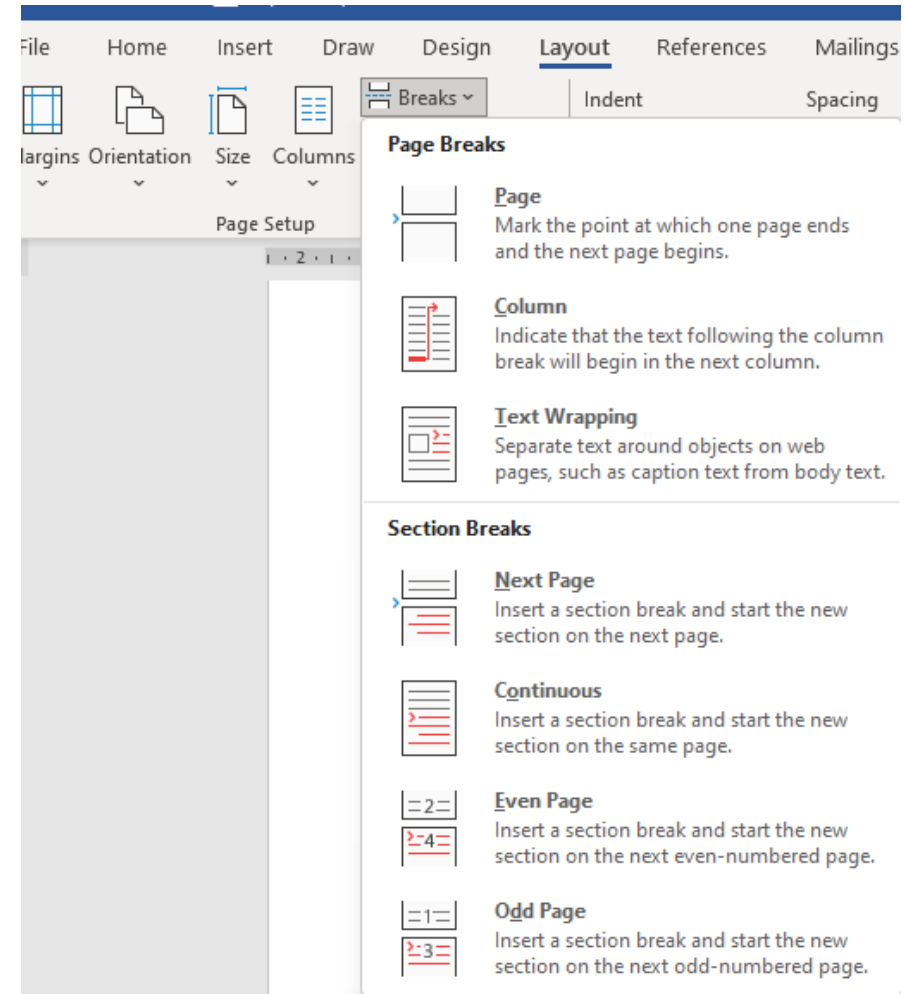 File Home Insert Draw Design Layout References Mailings
Breaks Indent Spacing
Margins Orientation Size Columns
Page Setup
2
Page Breaks
Page
Mark the point at which one page ends
and the next page begins.
Column
Indicate that the text following the column
break will begin in the next column.
Text Wrapping
Separate text around objects on web
pages, such as caption text from body text.
Section Breaks
Next Page
Insert a section break and start the new
section on the next page.
Continuous
Insert a section break and start the new
section on the same page.
2
4
Even Page
Insert a section break and start the new
section on the next even-numbered page.
1
3
Odd Page
Insert a section break and start the new
section on the next odd-numbered page.